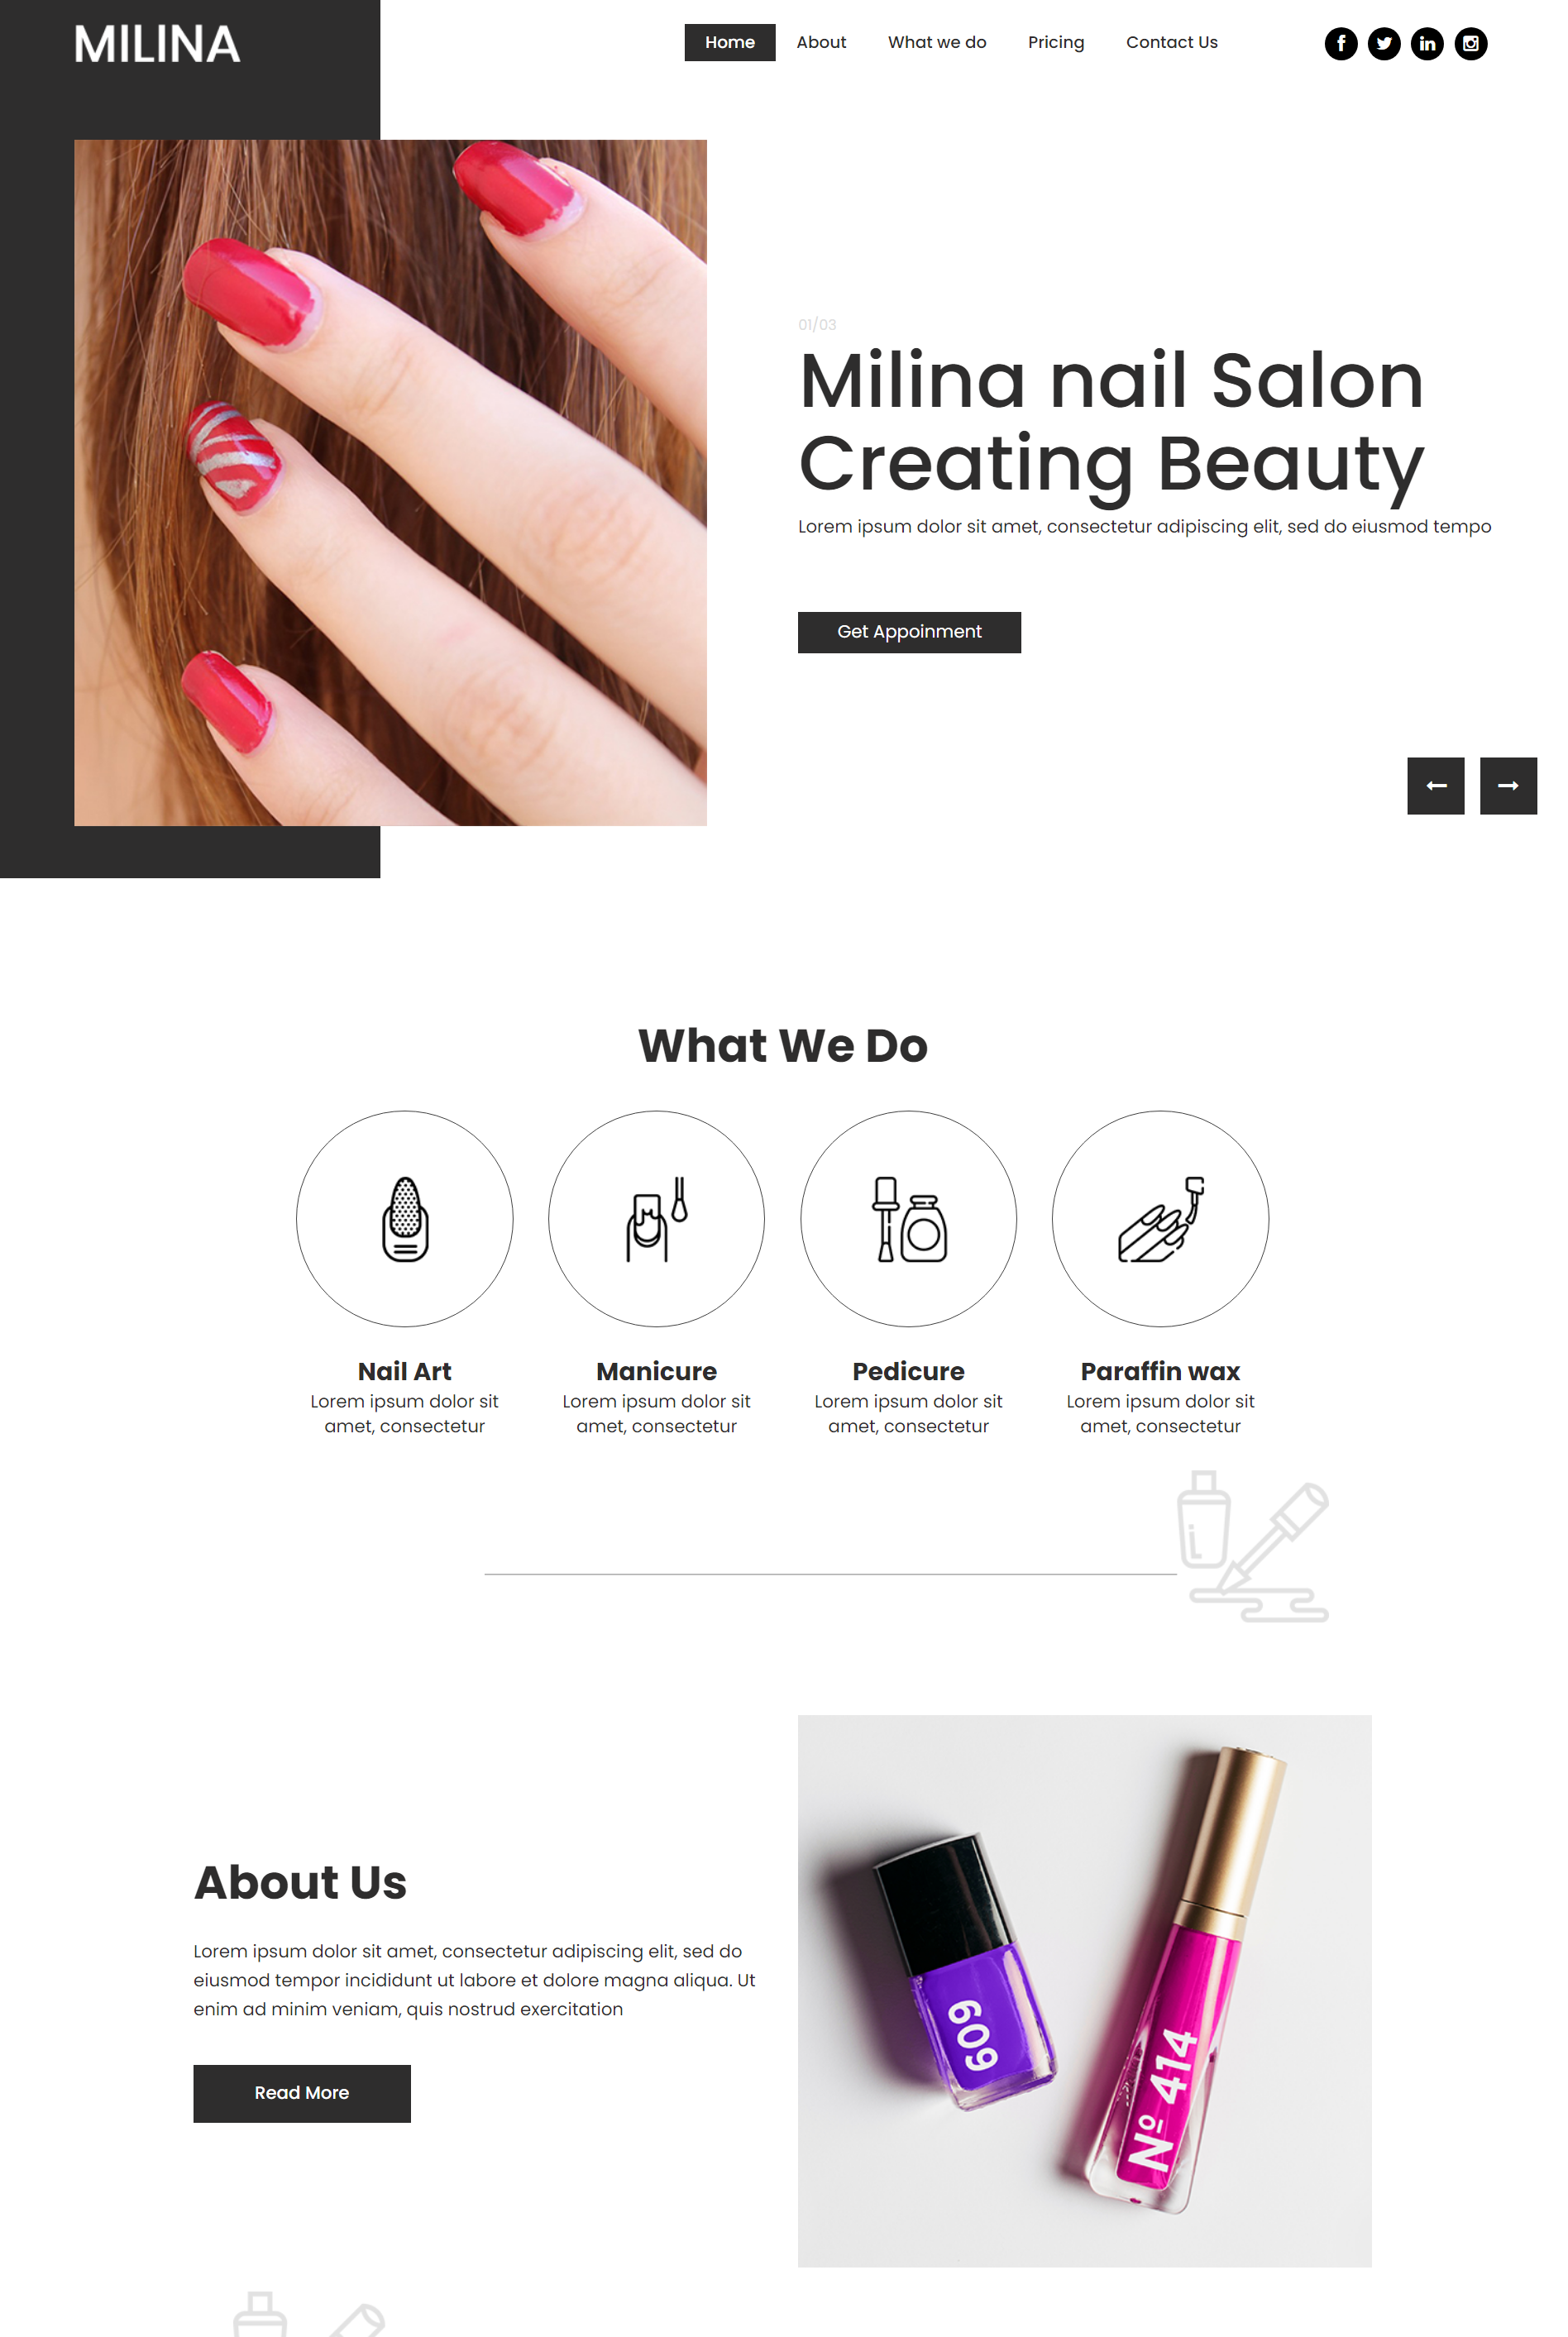 MILINA
Home About What we do Pricing Contact Us
01/03
Milina nail Salon
Creating Beauty
Lorem ipsum dolor sit amet, consectetur adipiscing elit, sed do eiusmod tempo
Get Appoinment
What We Do
Nail Art
Lorem ipsum dolor sit
amet, consectetur
Manicure
Lorem ipsum dolor sit
amet, consectetur
Pedicure
Lorem ipsum dolor sit
amet, consectetur
Paraffin wax
Lorem ipsum dolor sit
amet, consectetur
About Us
Lorem ipsum dolor sit amet, consectetur adipiscing elit, sed do
eiusmod tempor incididunt ut labore et dolore magna aliqua. Ut
enim ad minim veniam, quis nostrud exercitation
Read More
609
Nº 414